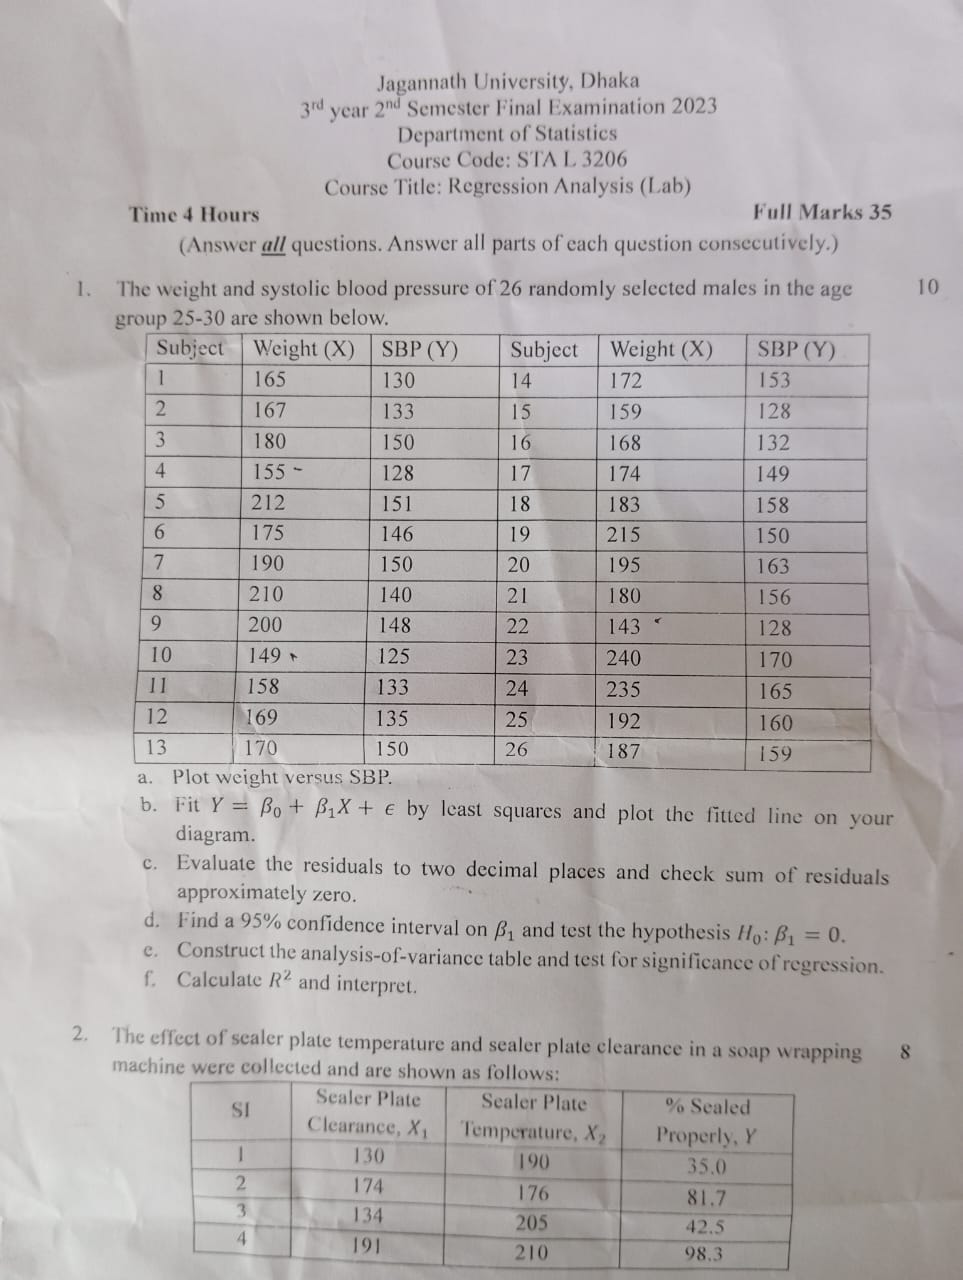 Jagannath University, Dhaka
3rd year 2nd Semester Final Examination 2023
Department of Statistics
Course Code: STA L 3206
Course Title: Regression Analysis (Lab)
Time 4 Hours Full Marks 35
(Answer all questions. Answer all parts of each question consecutively.)
1. The weight and systolic blood pressure of 26 randomly selected males in the age 10
group 25-30 are shown below.
Subject Weight (X) SBP (Y) Subject Weight (X) SBP (Y)
1 165 130 14 172 153
2 167 133 15 159 128
3 180 150 16 168 132
4 155 128 17 174 149
5 212 151 18 183 158
6 175 146 19 215 150
7 190 150 20 195 163
8 210 140 21 180 156
9 200 148 22 143 128
10 149 125 23 240 170
11 158 133 24 235 165
12 169 135 25 192 160
13 170 150 26 187 159
a. Plot weight versus SBP.
b. Fit Y = β₀ + β₁X + ϵ by least squares and plot the fitted line on your
diagram.
c. Evaluate the residuals to two decimal places and check sum of residuals
approximately zero.
d. Find a 95% confidence interval on β₁ and test the hypothesis H₀: β₁ = 0.
e. Construct the analysis-of-variance table and test for significance of regression.
f. Calculate R² and interpret.
2. The effect of sealer plate temperature and sealer plate clearance in a soap wrapping 8
machine were collected and are shown as follows:
Sl Sealer Plate Sealer Plate % Sealed
Clearance, X₁ Temperature, X₂ Properly, Y
1 130 190 35.0
2 174 176 81.7
3 134 205 42.5
4 191 210 98.3